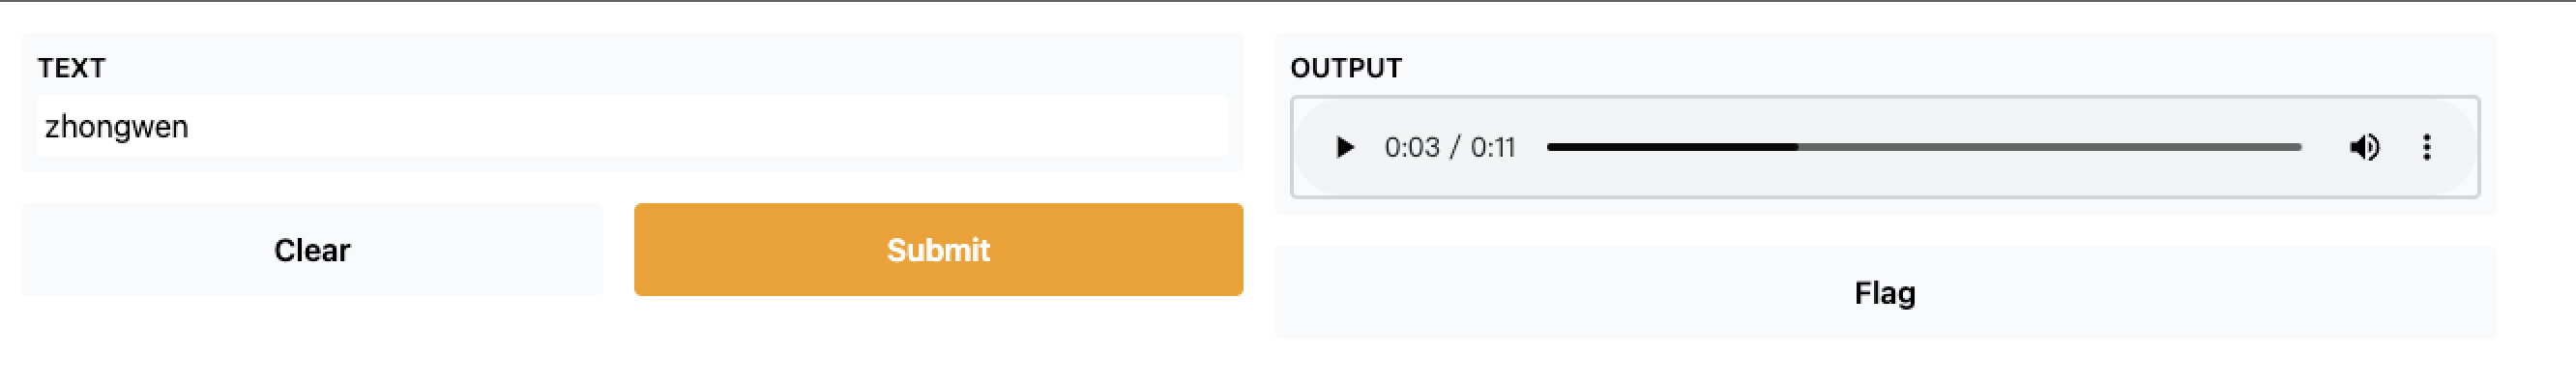 TEXT
zhongwen
Clear
Submit
OUTPUT
0:03 / 0:11
Flag